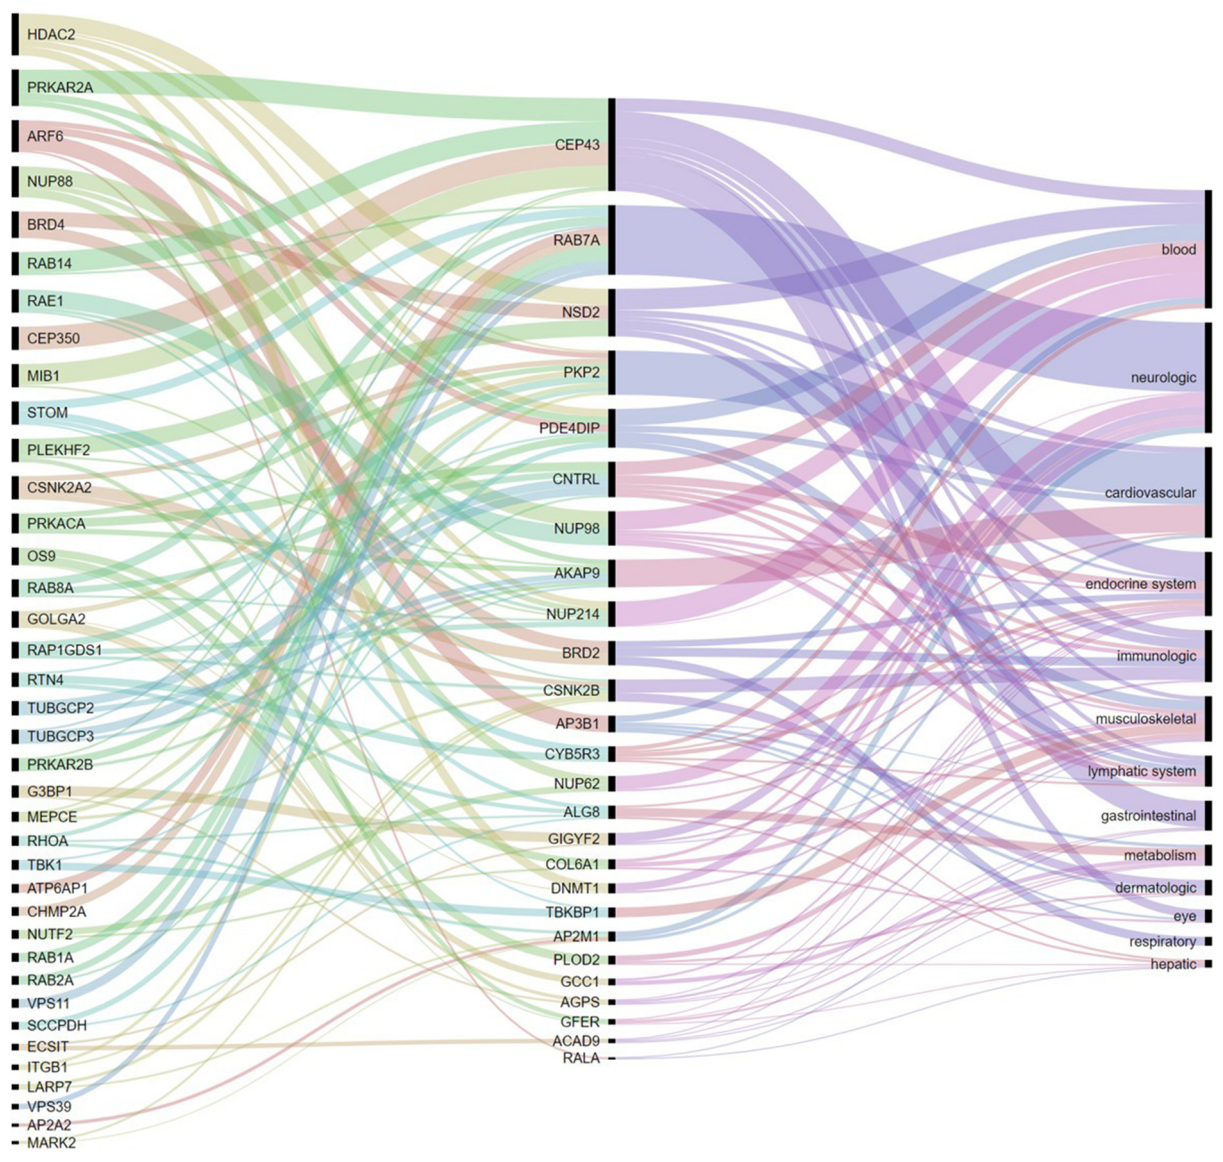 HDAC2
PRKAR2A
ARF6
NUP88
BRD4
RAB14
RAE1
CEP350
MIB1
STOM
PLEKHF2
CSNK2A2
PRKACA
OS9
RAB8A
GOLGA2
RAP1GDS1
RTN4
TUBGCP2
TUBGCP3
PRKAR2B
G3BP1
MEPCE
RHOA
TBK1
ATP6AP1
CHMP2A
NUTF2
RAB1A
RAB2A
VPS11
SCCPDH
ECSIT
ITGB1
LARP7
VPS39
AP2A2
MARK2
CEP43
RAB7A
NSD2
PKP2
PDE4DIP
CNTRL
NUP98
AKAP9
NUP214
BRD2
CSNK2B
AP3B1
CYB5R3
NUP62
ALG8
GIGYF2
COL6A1
DNMT1
TBKBP1
AP2M1
PLOD2
GCC1
AGPS
GFER
ACAD9
RALA
blood
neurologic
cardiovascular
endocrine system
immunologic
musculoskeletal
lymphatic system
gastrointestinal
metabolism
dermatologic
eye
respiratory
hepatic